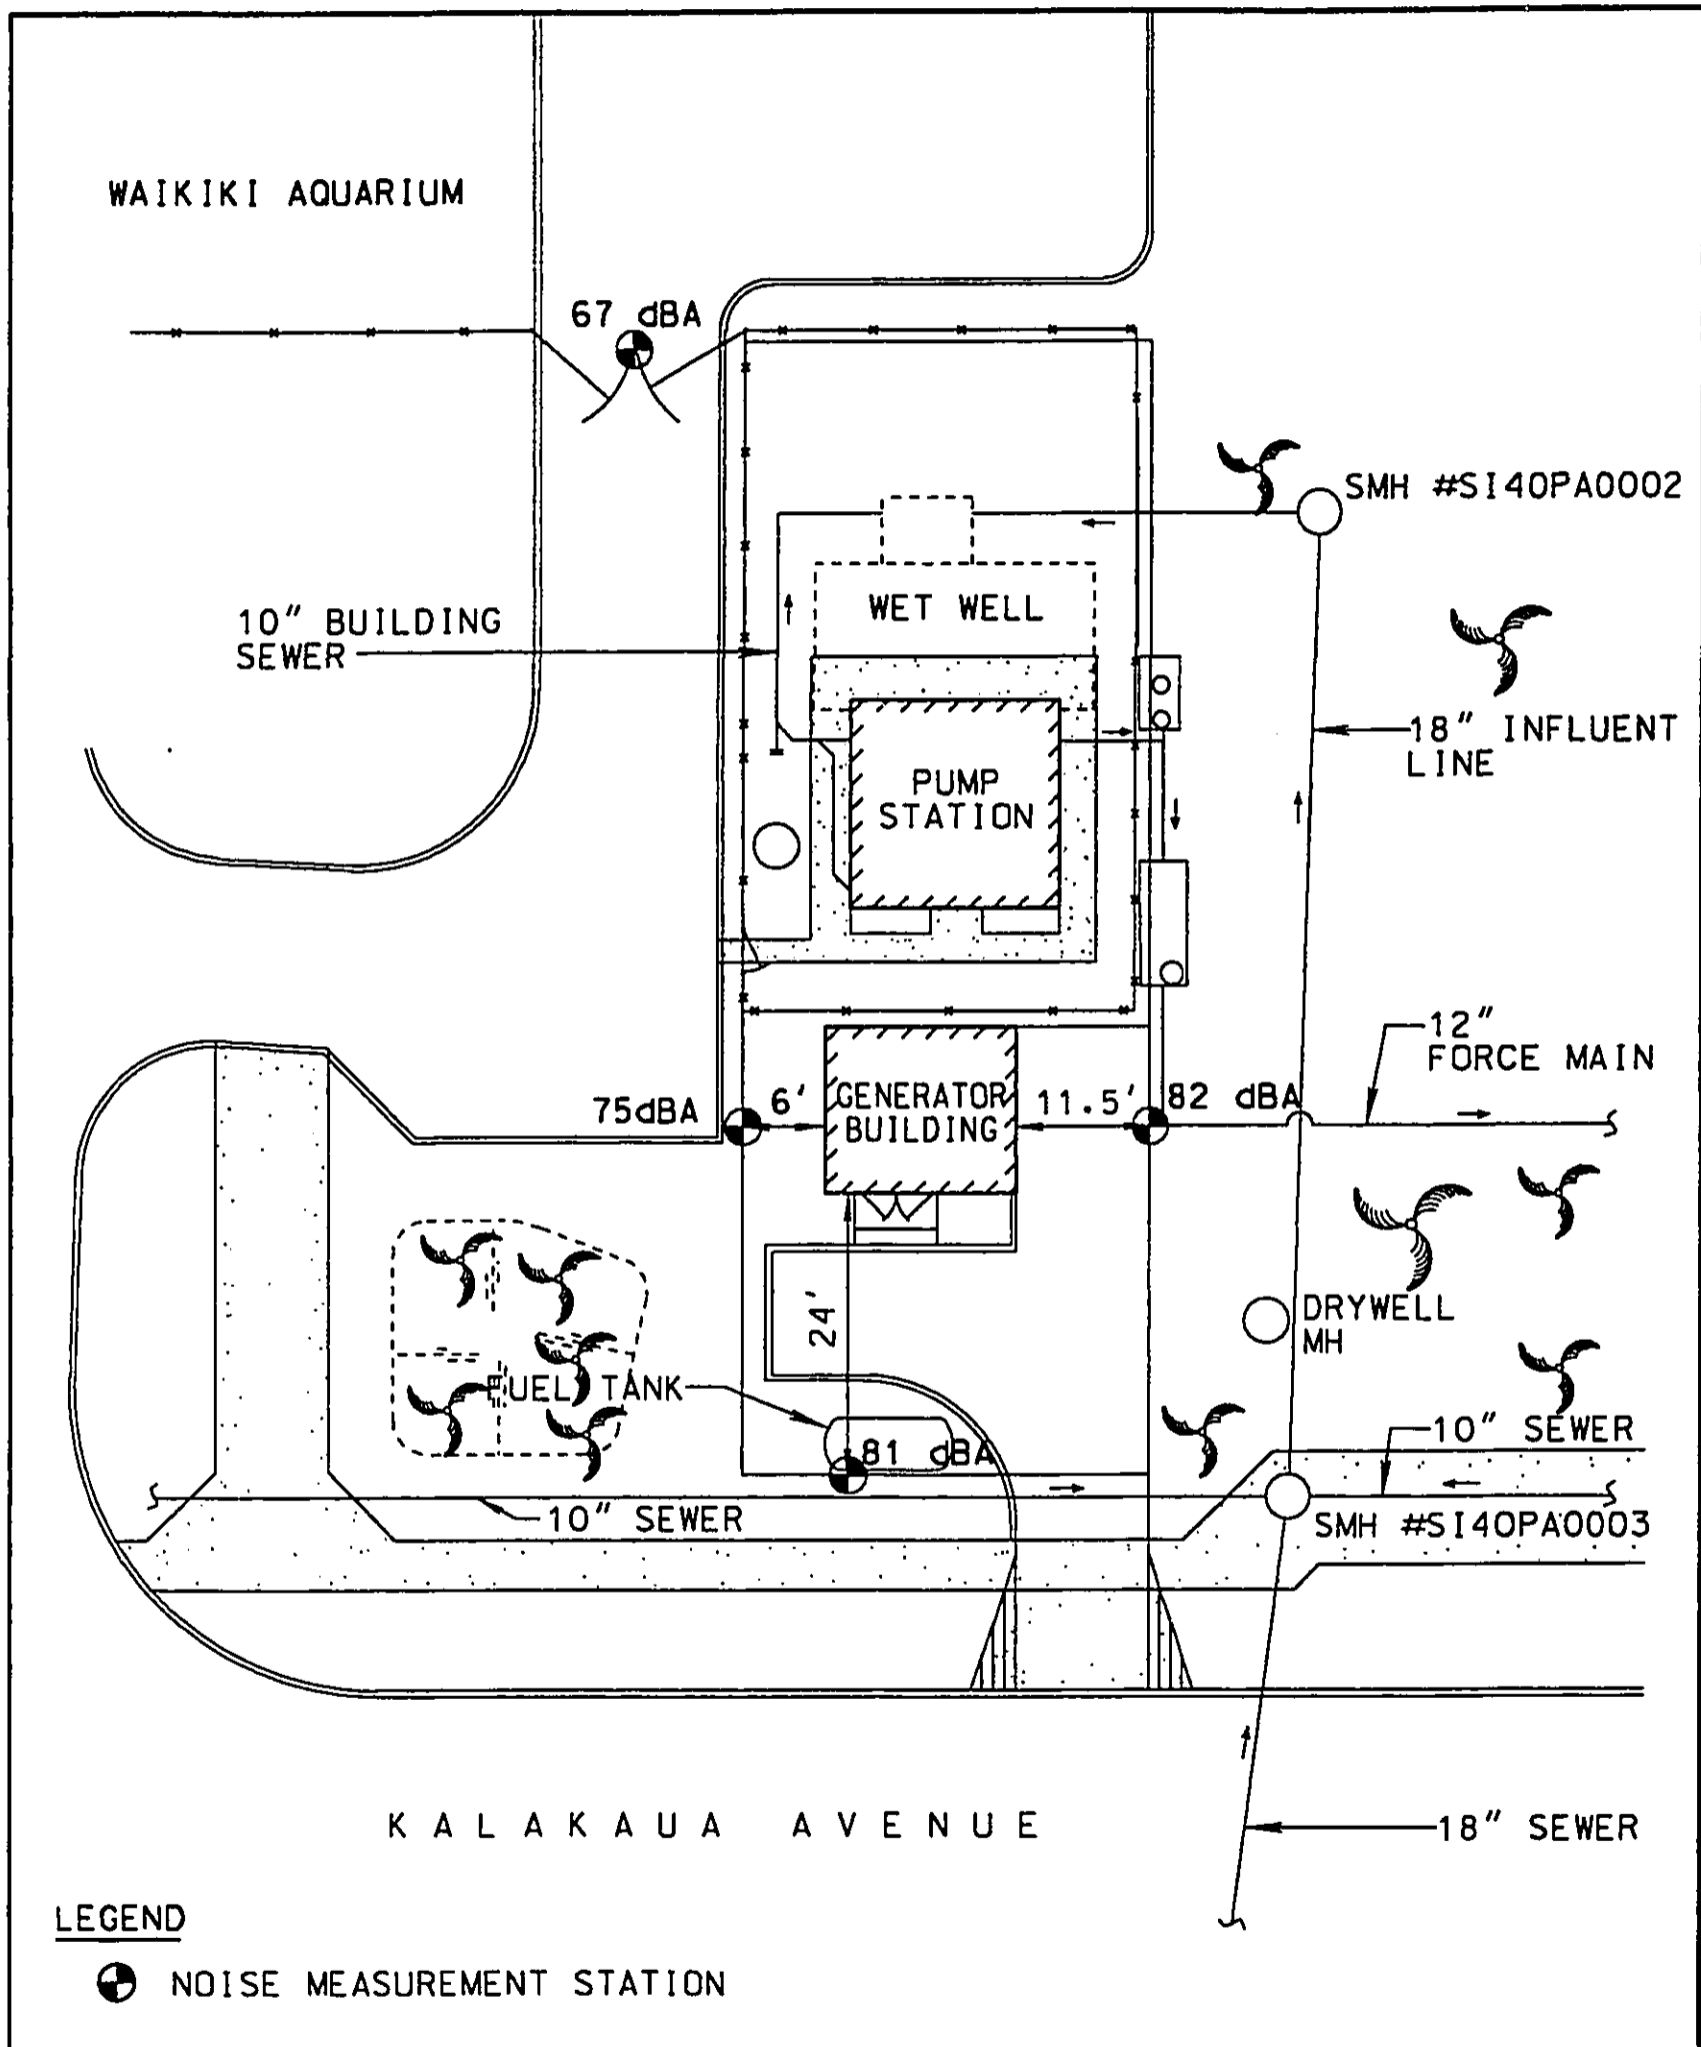 WAIKIKI AQUARIUM
67 dBA
SMH #SI40PA0002
10" BUILDING
SEWER
WET WELL
18" INFLUENT
LINE
PUMP
STATION
12"
FORCE MAIN
75dBA
6'
GENERATOR
BUILDING
11.5'
82 dBA
24'
DRYWELL
MH
FUEL TANK
81 dBA
10" SEWER
10" SEWER
SMH #SI40PA0003
KALAKAUA AVENUE
18" SEWER
LEGEND
NOISE MEASUREMENT STATION